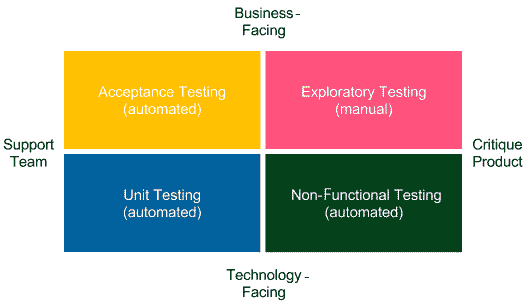 Business-
Facing
Acceptance Testing
(automated)
Exploratory Testing
(manual)
Support
Team
Critique
Product
Unit Testing
(automated)
Non-Functional Testing
(automated)
Technology-
Facing